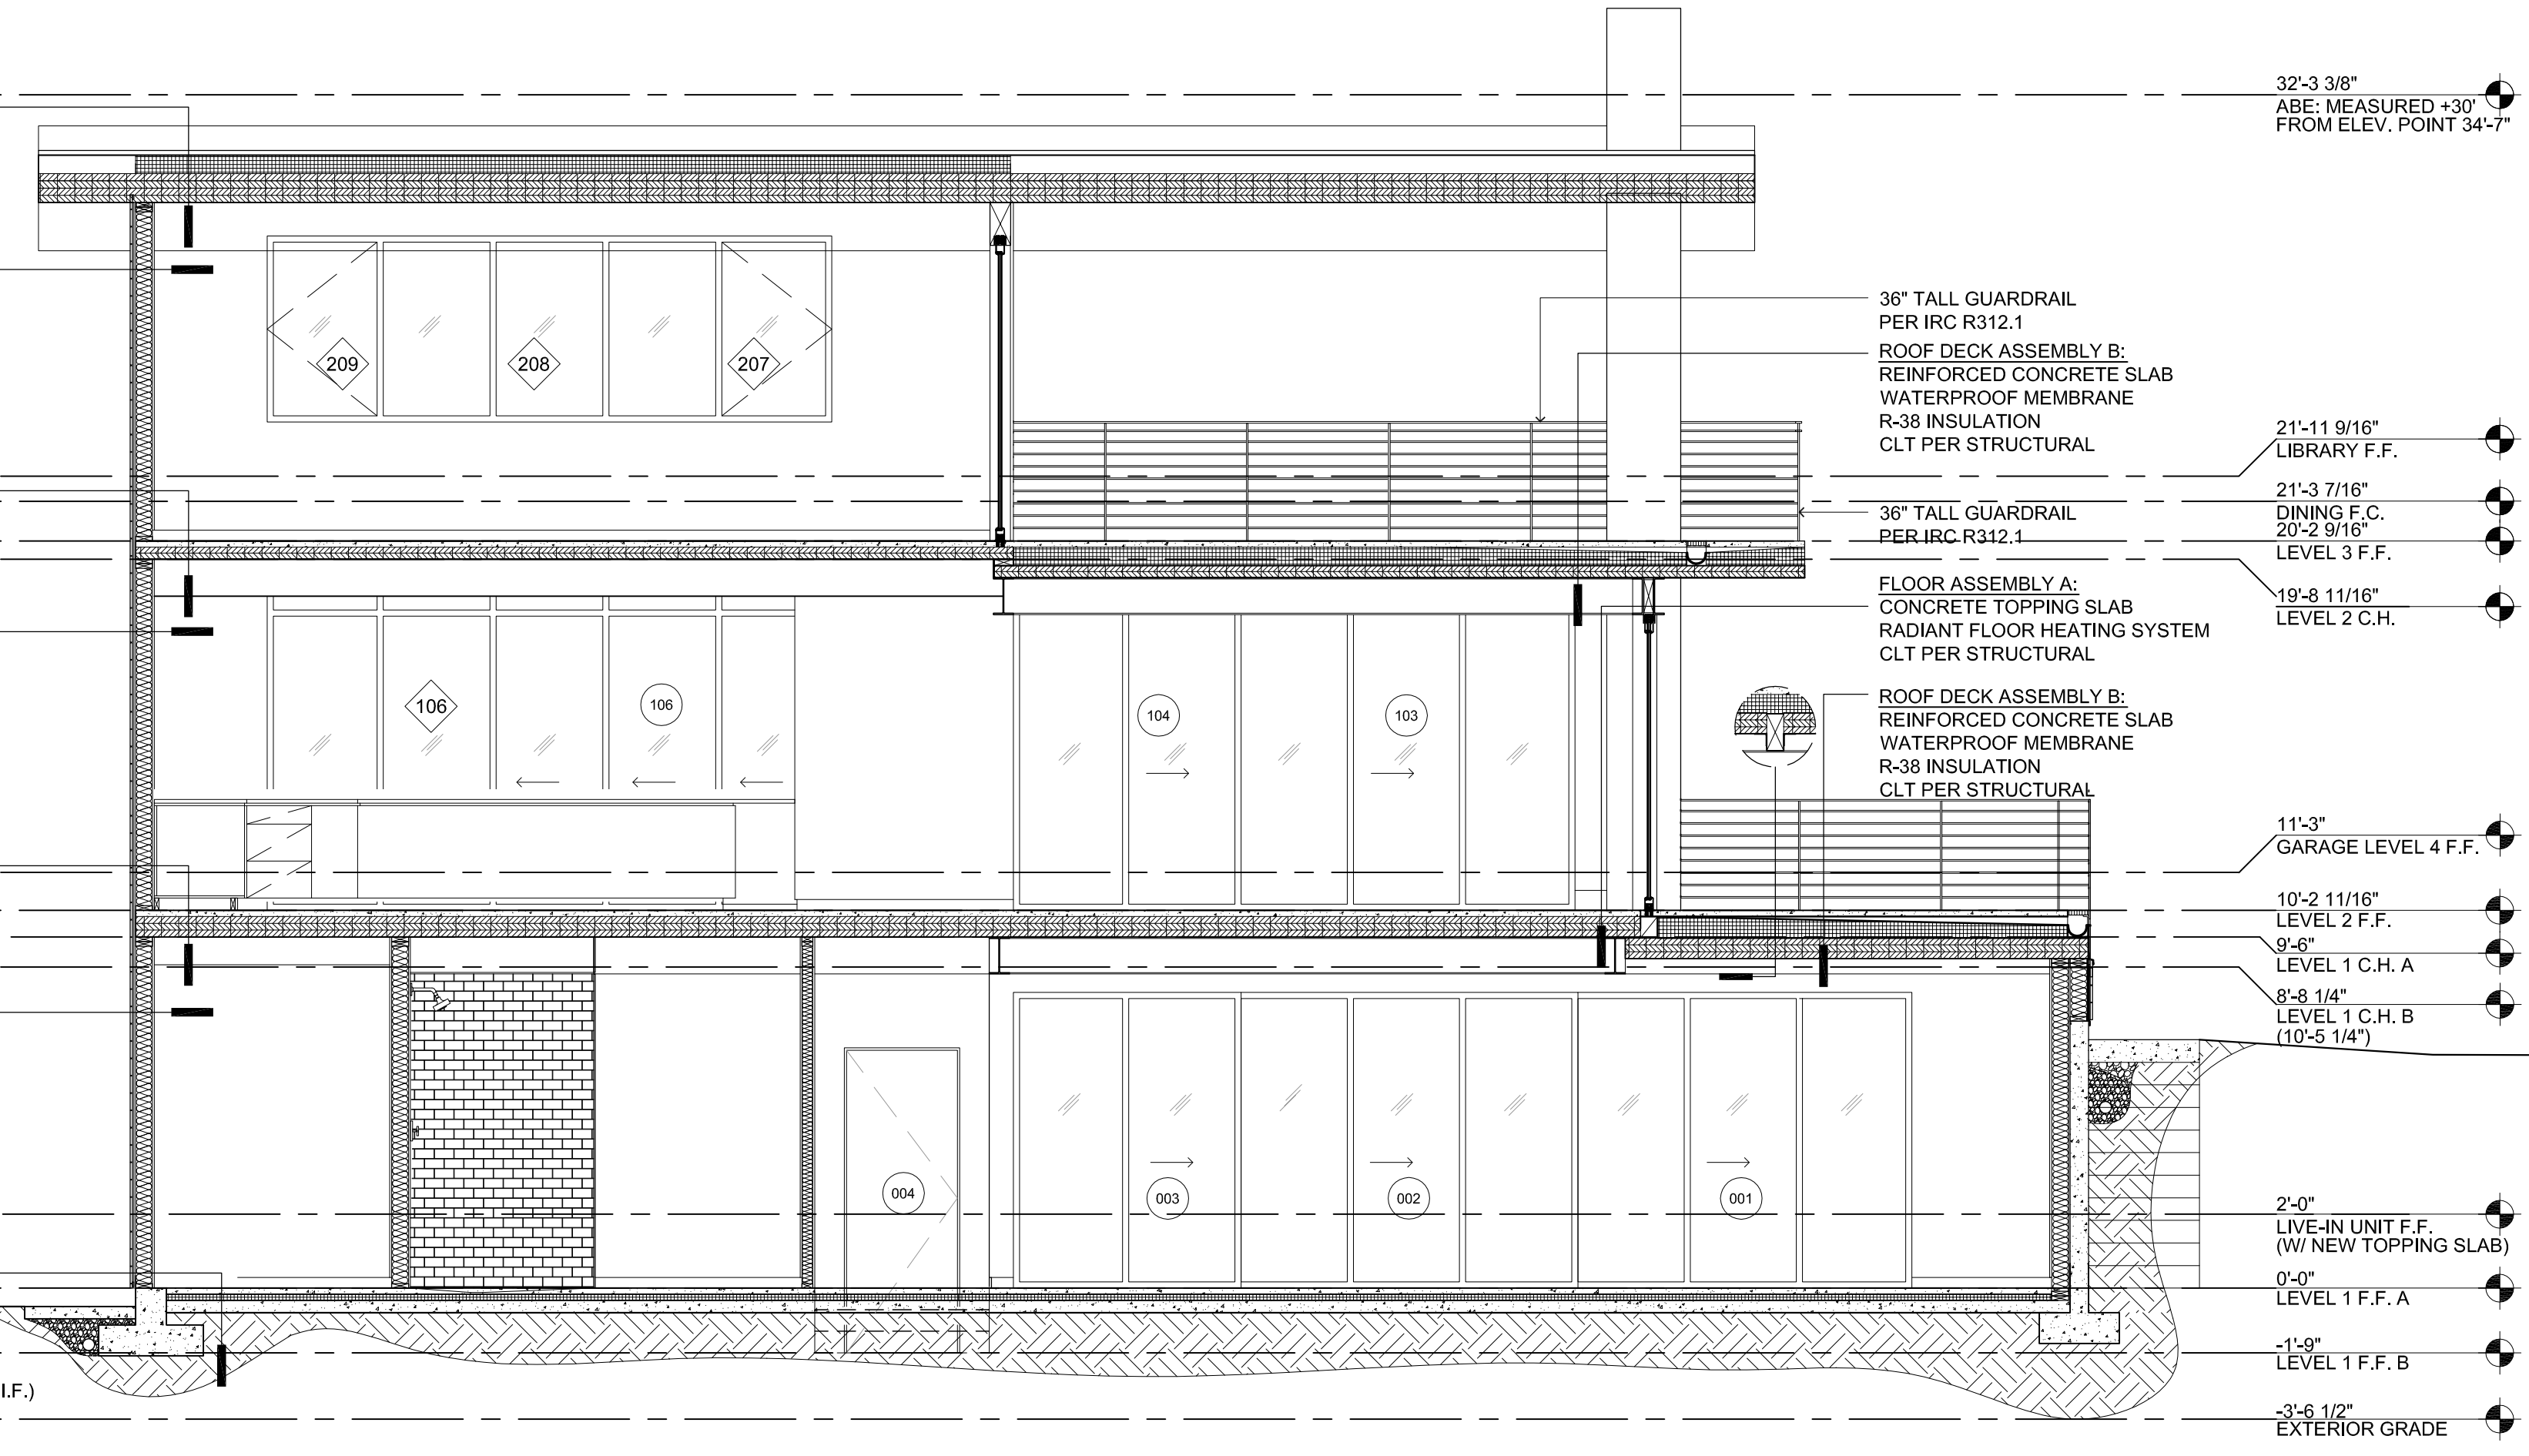 32'-3 3/8"
ABE: MEASURED +30'
FROM ELEV. POINT 34'-7"
36" TALL GUARDRAIL
PER IRC R312.1
ROOF DECK ASSEMBLY B:
REINFORCED CONCRETE SLAB
WATERPROOF MEMBRANE
R-38 INSULATION
CLT PER STRUCTURAL
209
208
207
21'-11 9/16"
LIBRARY F.F.
21'-3 7/16"
DINING F.C.
36" TALL GUARDRAIL
PER IRC R312.1
20'-2 9/16"
LEVEL 3 F.F.
FLOOR ASSEMBLY A:
CONCRETE TOPPING SLAB
RADIANT FLOOR HEATING SYSTEM
CLT PER STRUCTURAL
19'-8 11/16"
LEVEL 2 C.H.
106
106
104
103
ROOF DECK ASSEMBLY B:
REINFORCED CONCRETE SLAB
WATERPROOF MEMBRANE
R-38 INSULATION
CLT PER STRUCTURAL
11'-3"
GARAGE LEVEL 4 F.F.
10'-2 11/16"
LEVEL 2 F.F.
9'-6"
LEVEL 1 C.H. A
8'-8 1/4"
LEVEL 1 C.H. B
(10'-5 1/4")
004
003
002
001
2'-0"
LIVE-IN UNIT F.F.
(W/ NEW TOPPING SLAB)
0'-0"
LEVEL 1 F.F. A
-1'-9"
LEVEL 1 F.F. B
I.F.)
-3'-6 1/2"
EXTERIOR GRADE